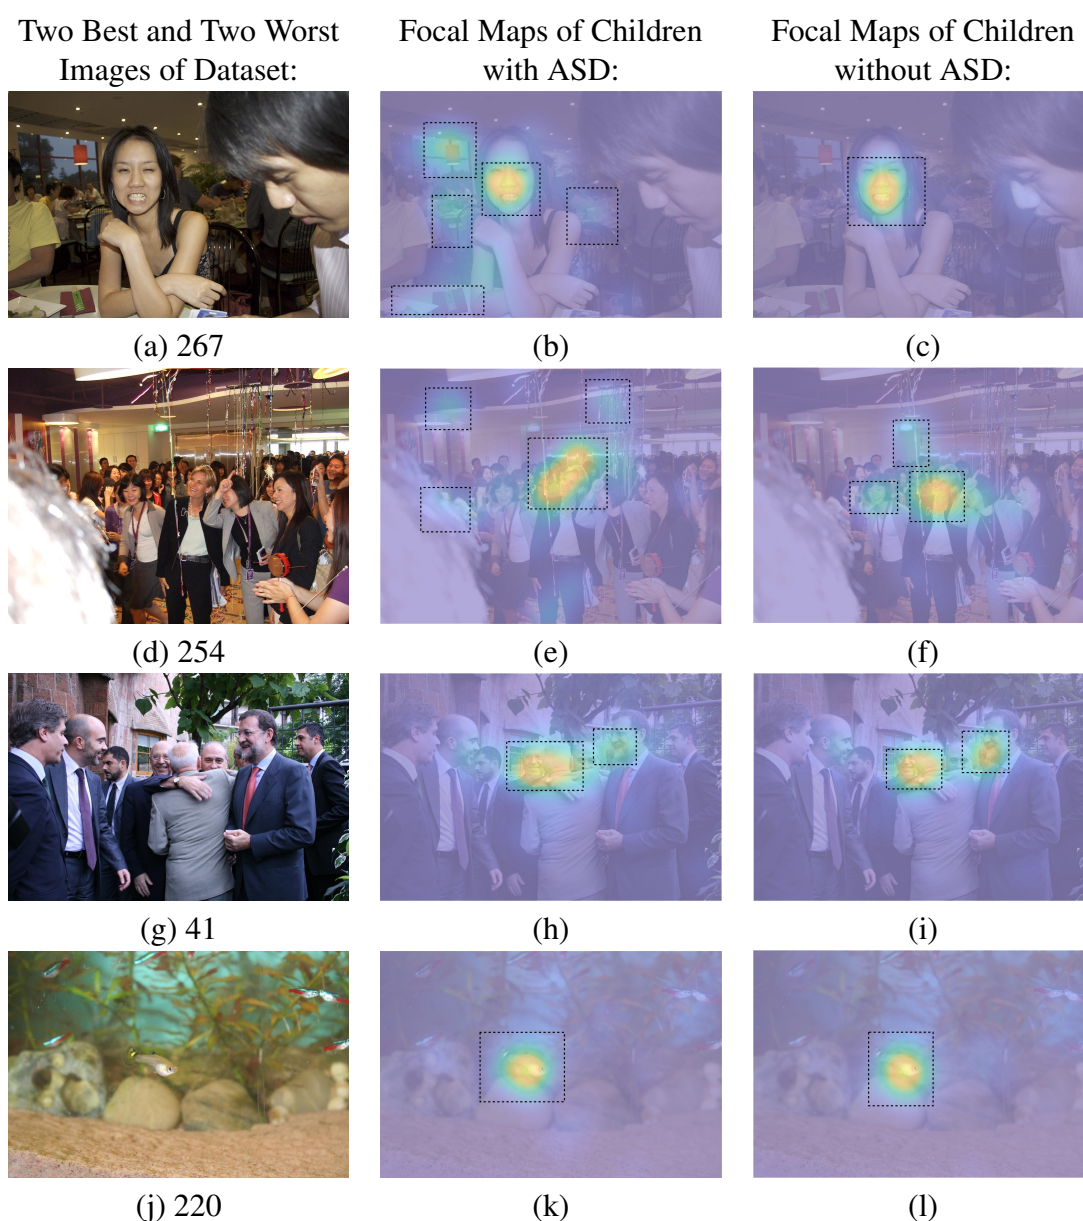 Two Best and Two Worst
Images of Dataset:
Focal Maps of Children
with ASD:
Focal Maps of Children
without ASD:
(a) 267
(b)
(c)
(d) 254
(e)
(f)
(g) 41
(h)
(i)
(j) 220
(k)
(l)